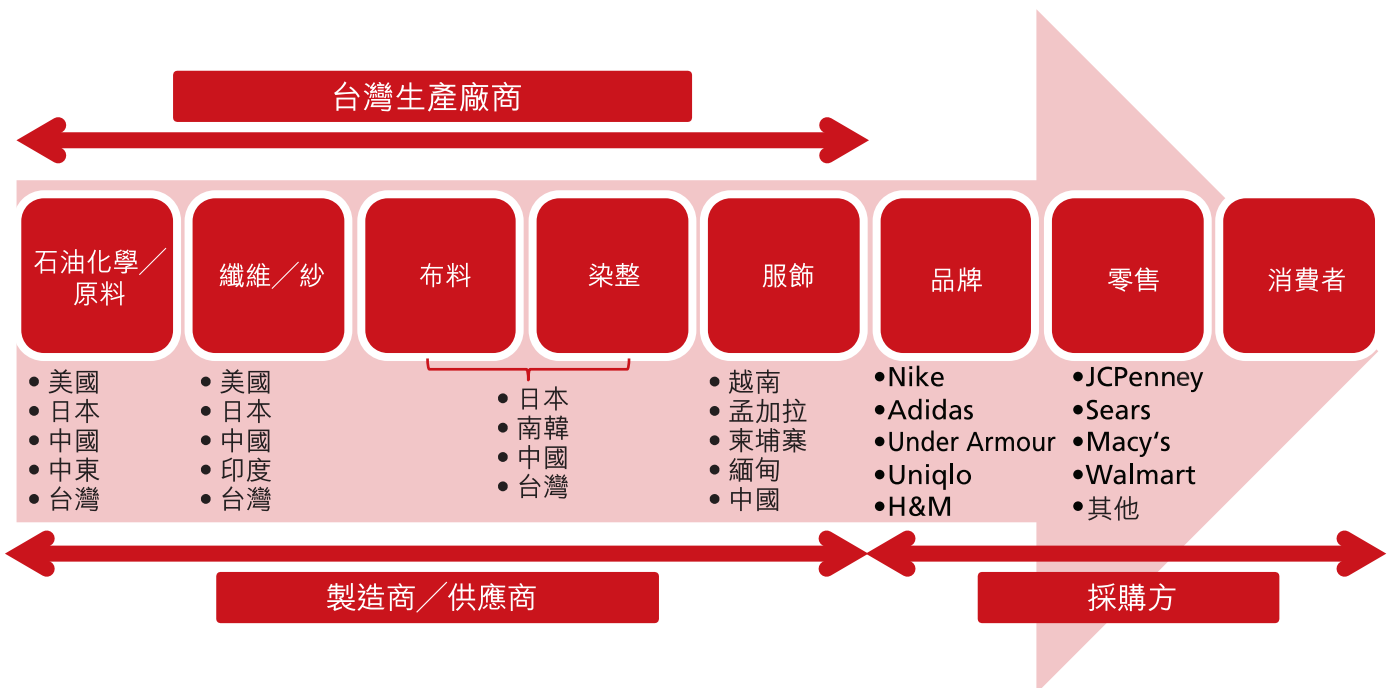 台灣生產廠商
石油化學／
原料
纖維／紗
布料
染整
服飾
品牌
零售
消費者
• 美國
• 日本
• 中國
• 中東
• 台灣
• 美國
• 日本
• 中國
• 印度
• 台灣
• 日本
• 南韓
• 中國
• 台灣
• 越南
• 孟加拉
• 柬埔寨
• 緬甸
• 中國
•Nike
•Adidas
•Under Armour
•Uniqlo
•H&M
•JCPenney
•Sears
•Macy‘s
•Walmart
•其他
製造商／供應商
採購方